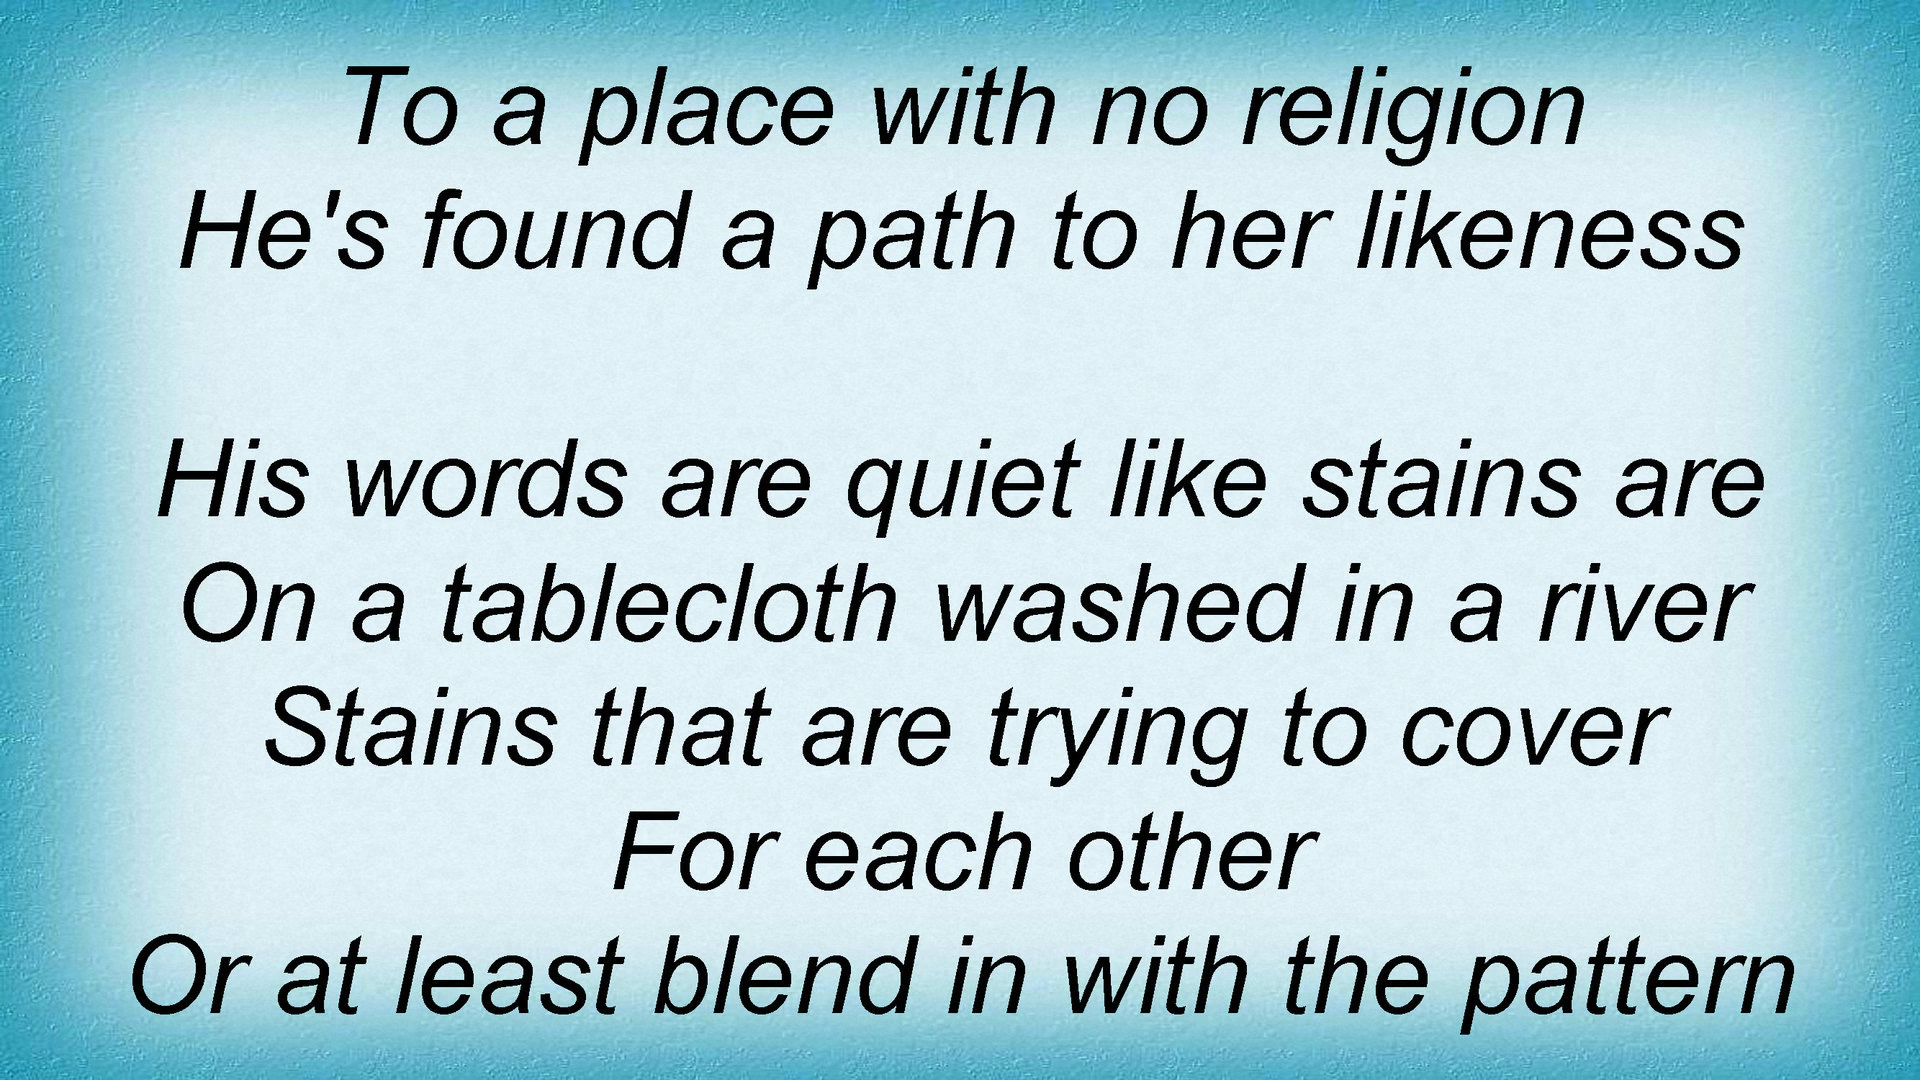 To a place with no religion
He's found a path to her likeness
His words are quiet like stains are
On a tablecloth washed in a river
Stains that are trying to cover
For each other
Or at least blend in with the pattern